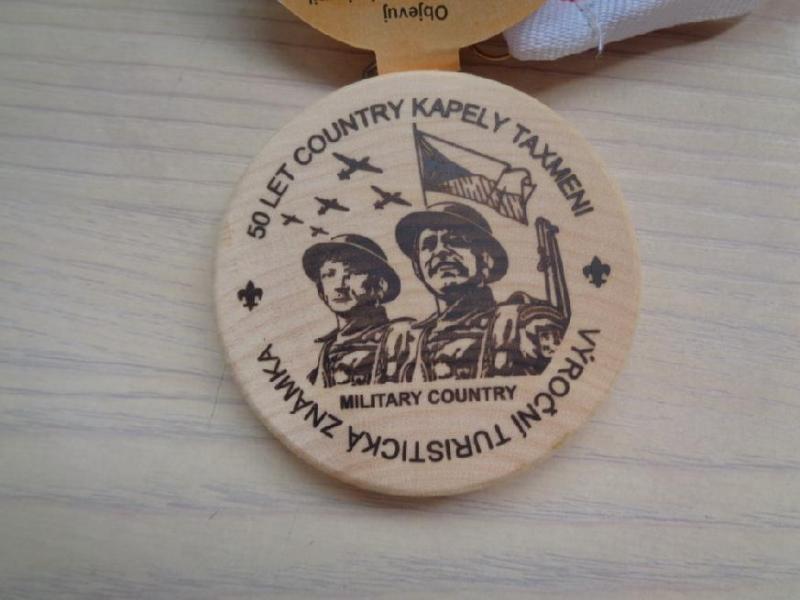 Objevuj
50 LET COUNTRY KAPELY TAXMENI
MILITARY COUNTRY
VÝROČNÍ TURISTICKÁ ZNÁMKA